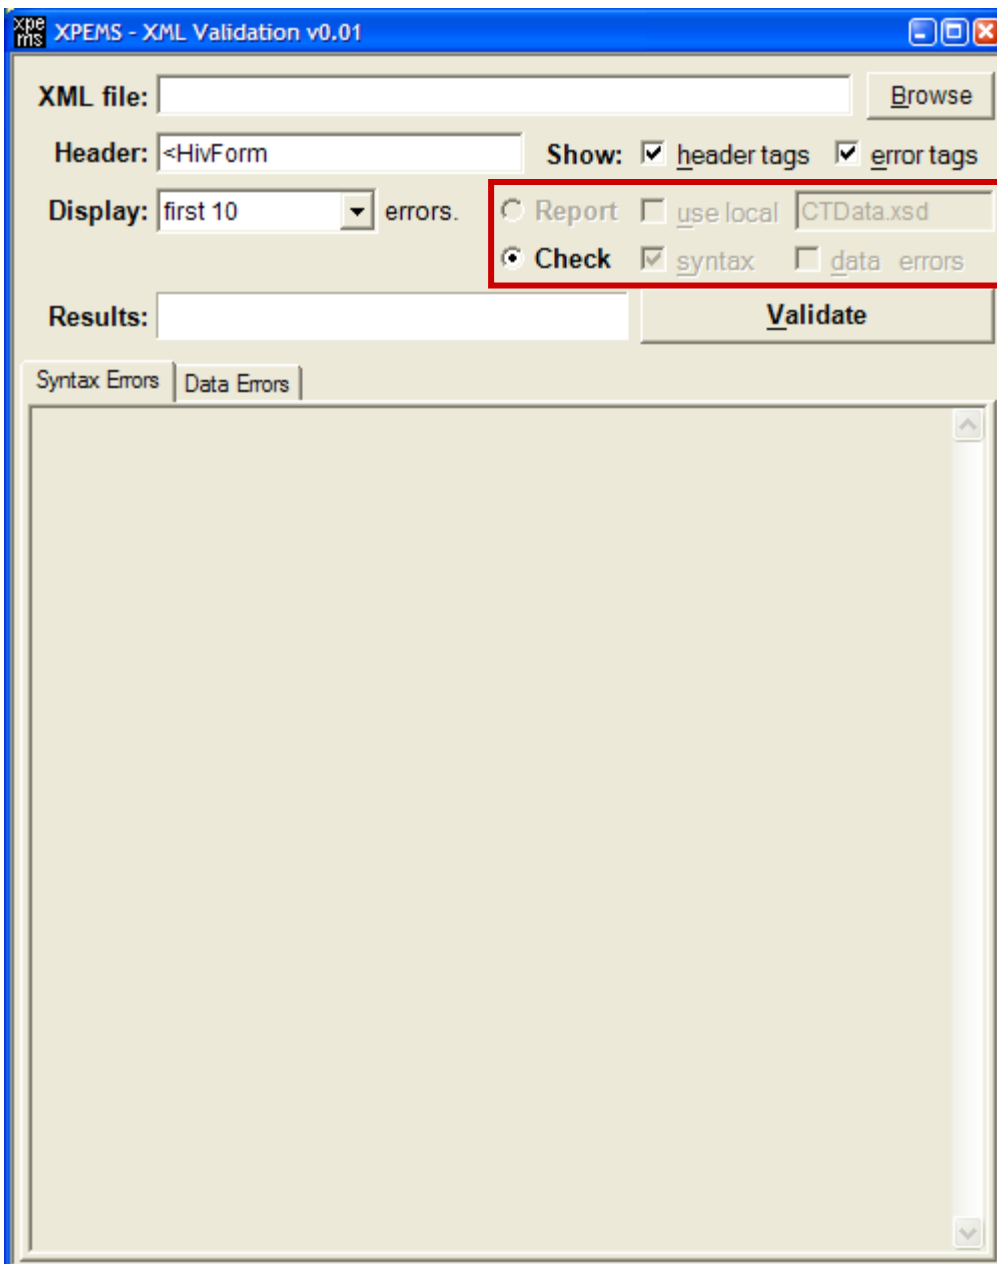 xpe
ms XPEMS - XML Validation v0.01
XML file: Browse
Header: <HivForm Show: header tags error tags
Display: first 10 errors. Report use local CTData.xsd
Check syntax data errors
Results: Validate
Syntax Errors Data Errors